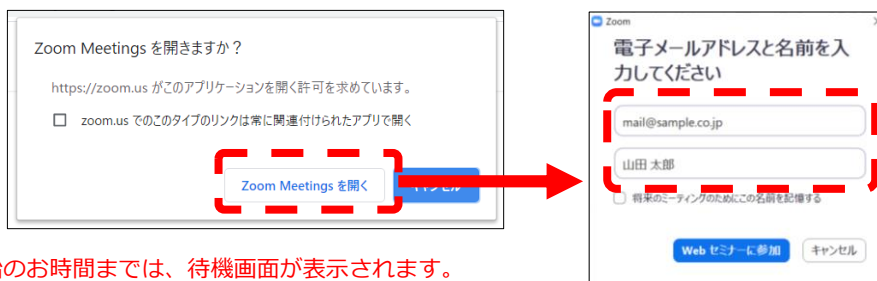 Zoom Meetings を開きますか？
https://zoom.us がこのアプリケーションを開く許可を求めています。
zoom.us でのこのタイプのリンクは常に関連付けられたアプリで開く
Zoom Meetings を開く
Zoom
電子メールアドレスと名前を入
力してください
mail@sample.co.jp
山田 太郎
将来のミーティングのためにこの名前を記憶する
Web セミナーに参加 キャンセル
のお時間までは、待機画面が表示されます。